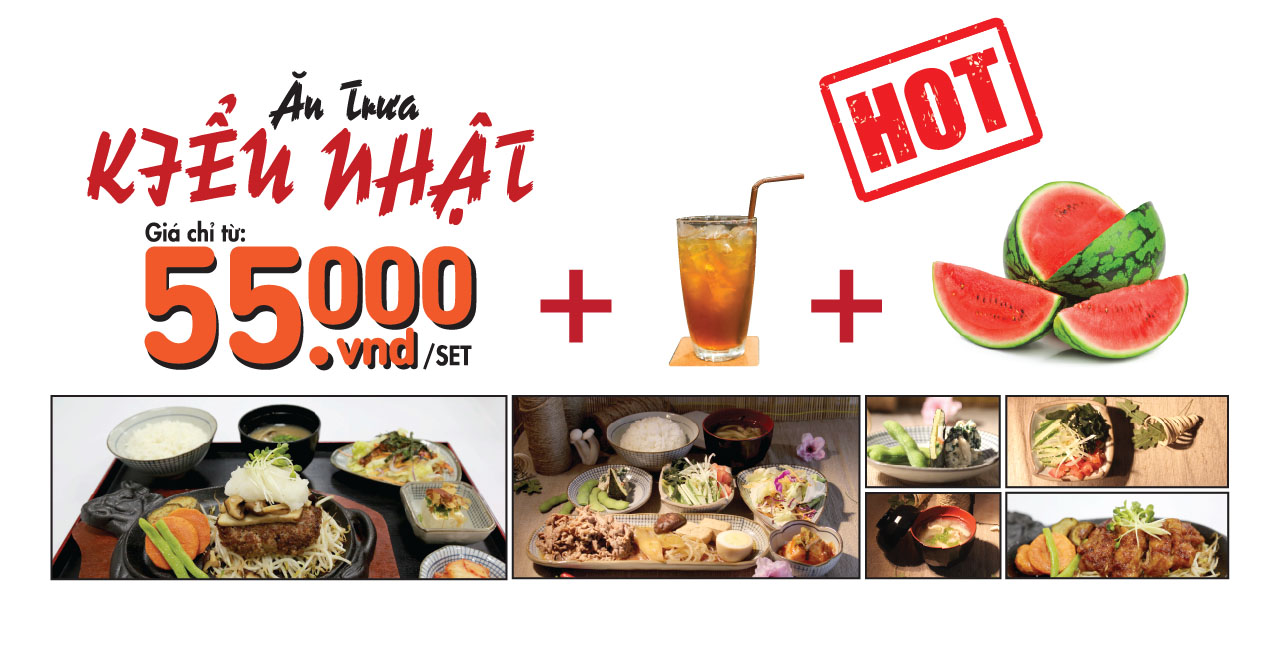 Ăn Trưa
KIỂU NHẬT
Giá chỉ từ:
55.000
vnd /SET
HOT